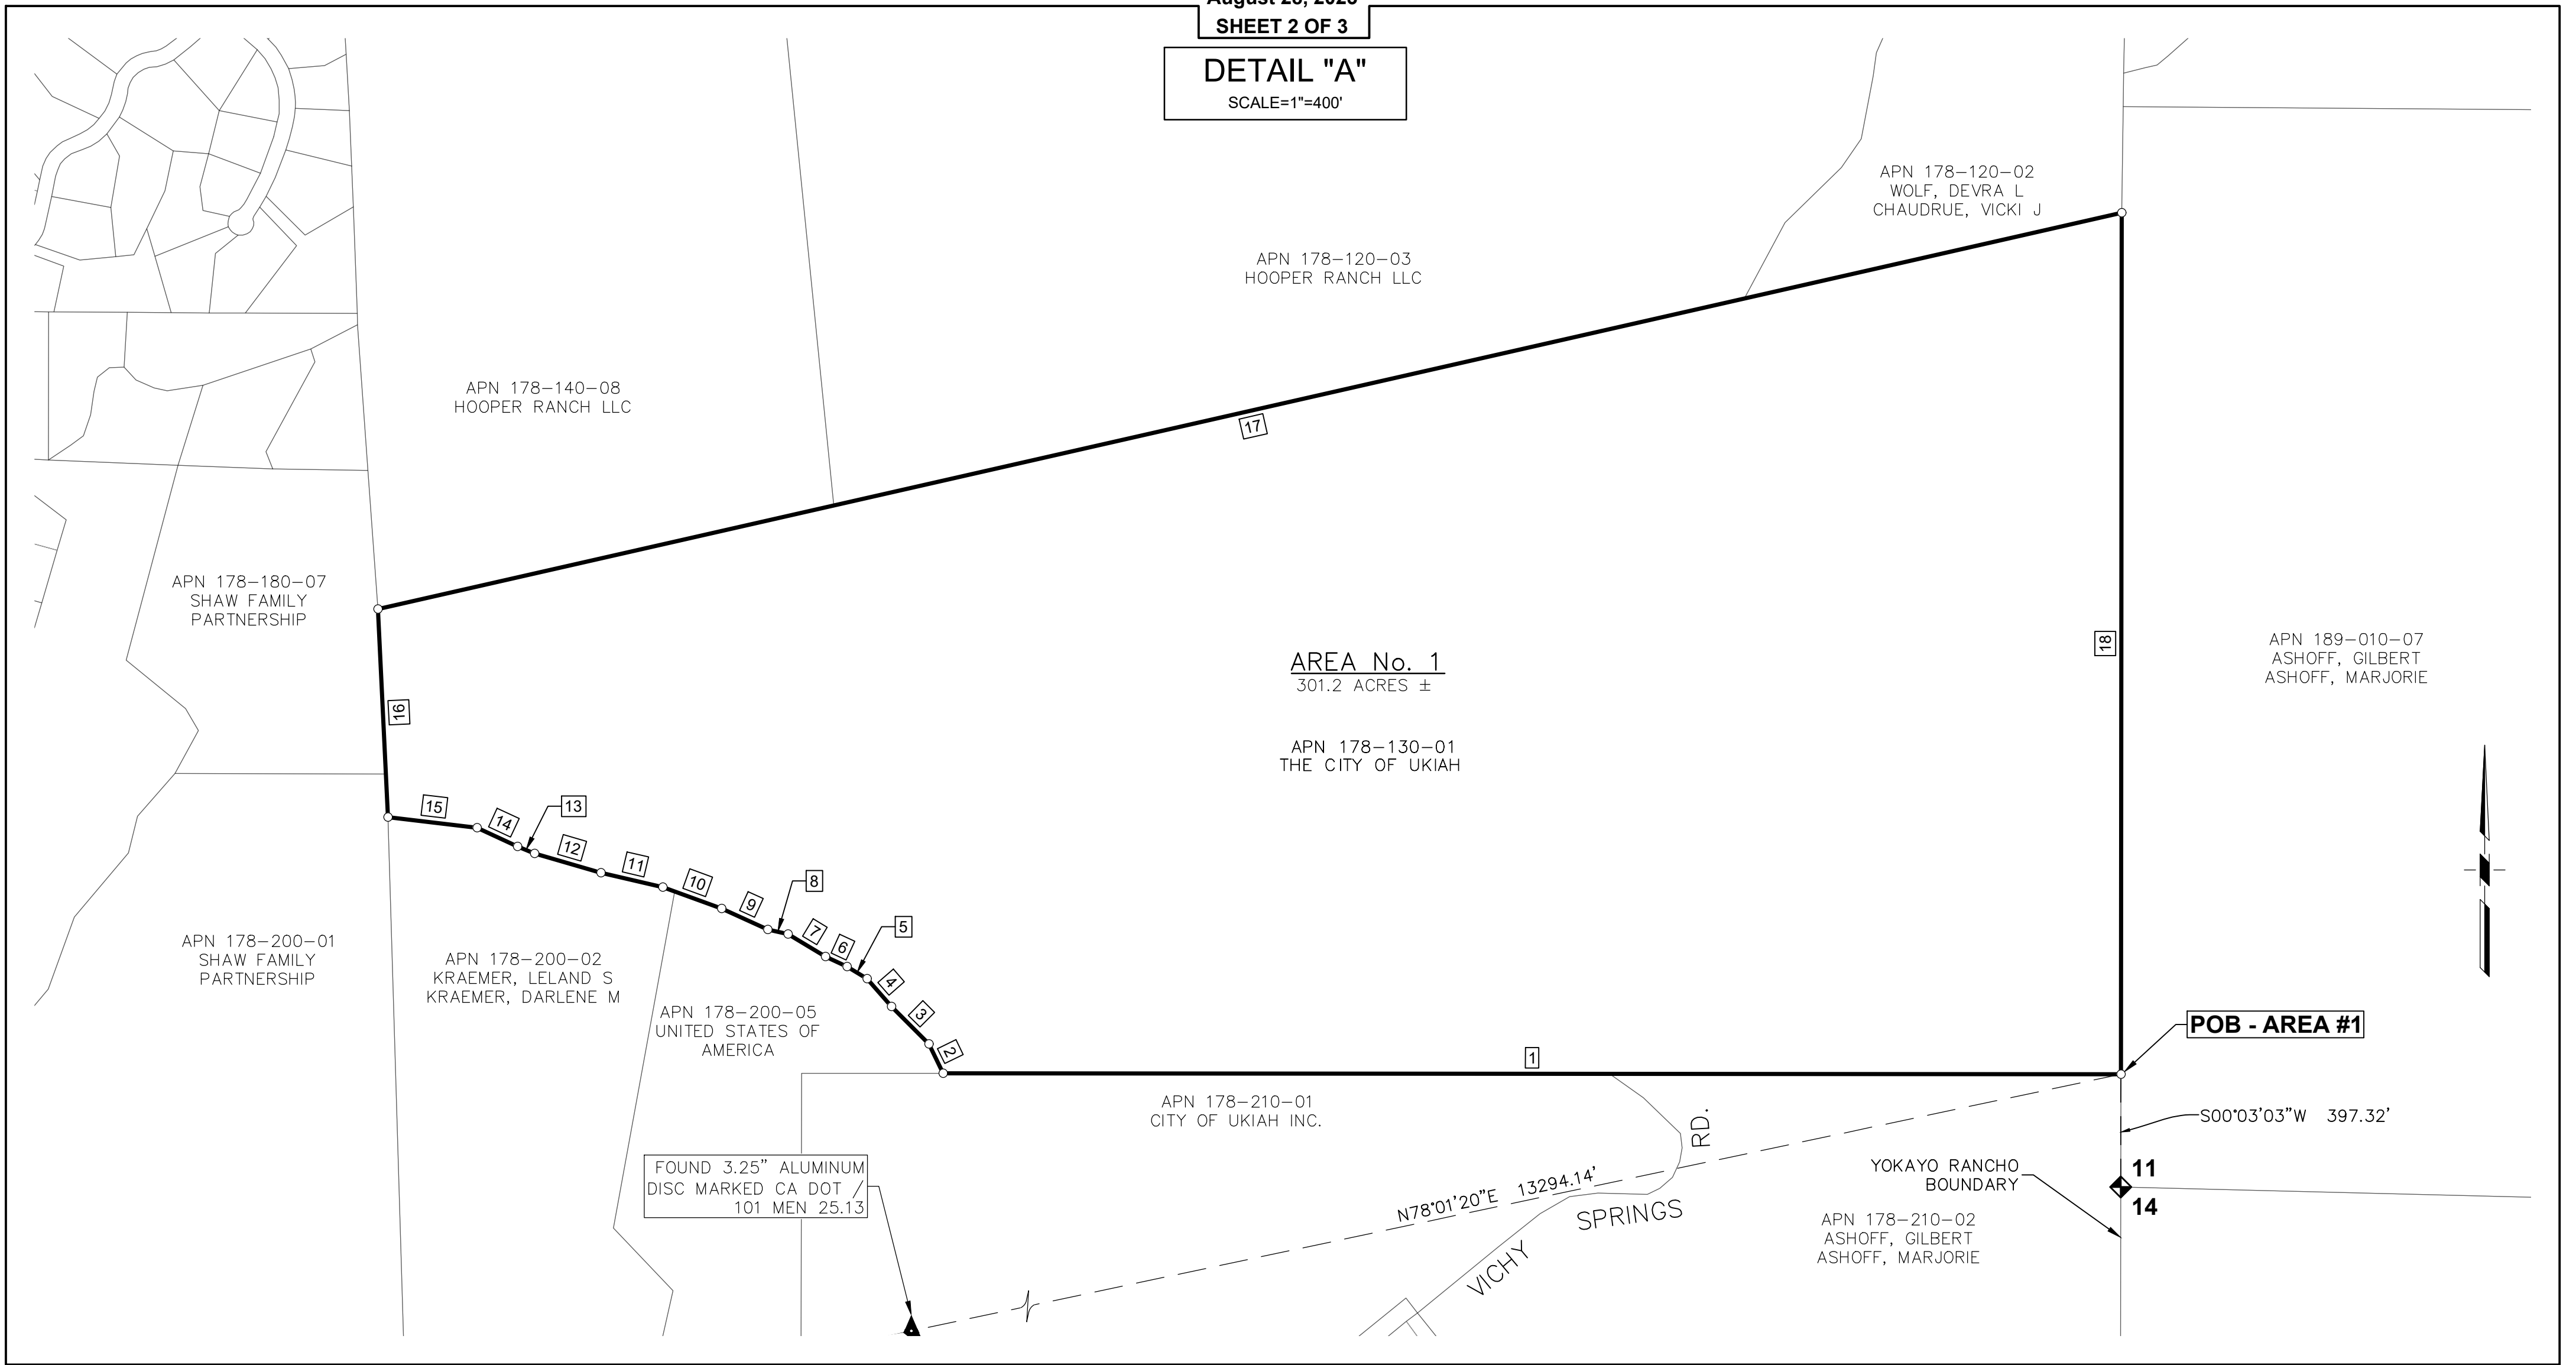 SHEET 2 OF 3
DETAIL "A"
SCALE=1"=400'
APN 178-120-02
WOLF, DEVRA L
CHAUDRUE, VICKI J
APN 178-120-03
HOOPER RANCH LLC
APN 178-140-08
HOOPER RANCH LLC
17
APN 178-180-07
SHAW FAMILY
PARTNERSHIP
AREA No. 1
301.2 ACRES ±
18
APN 189-010-07
ASHOFF, GILBERT
ASHOFF, MARJORIE
16
APN 178-130-01
THE CITY OF UKIAH
15
14
13
12
11
10
9
8
7
6
5
4
3
2
1
APN 178-200-01
SHAW FAMILY
PARTNERSHIP
APN 178-200-02
KRAEMER, LELAND S
KRAEMER, DARLENE M
APN 178-200-05
UNITED STATES OF
AMERICA
POB - AREA #1
APN 178-210-01
CITY OF UKIAH INC.
S00°03'03"W 397.32'
FOUND 3.25" ALUMINUM
DISC MARKED CA DOT /
101 MEN 25.13
N78°01'20"E 13294.14'
VICHY
SPRINGS
RD.
YOKAYO RANCHO
BOUNDARY
11
14
APN 178-210-02
ASHOFF, GILBERT
ASHOFF, MARJORIE